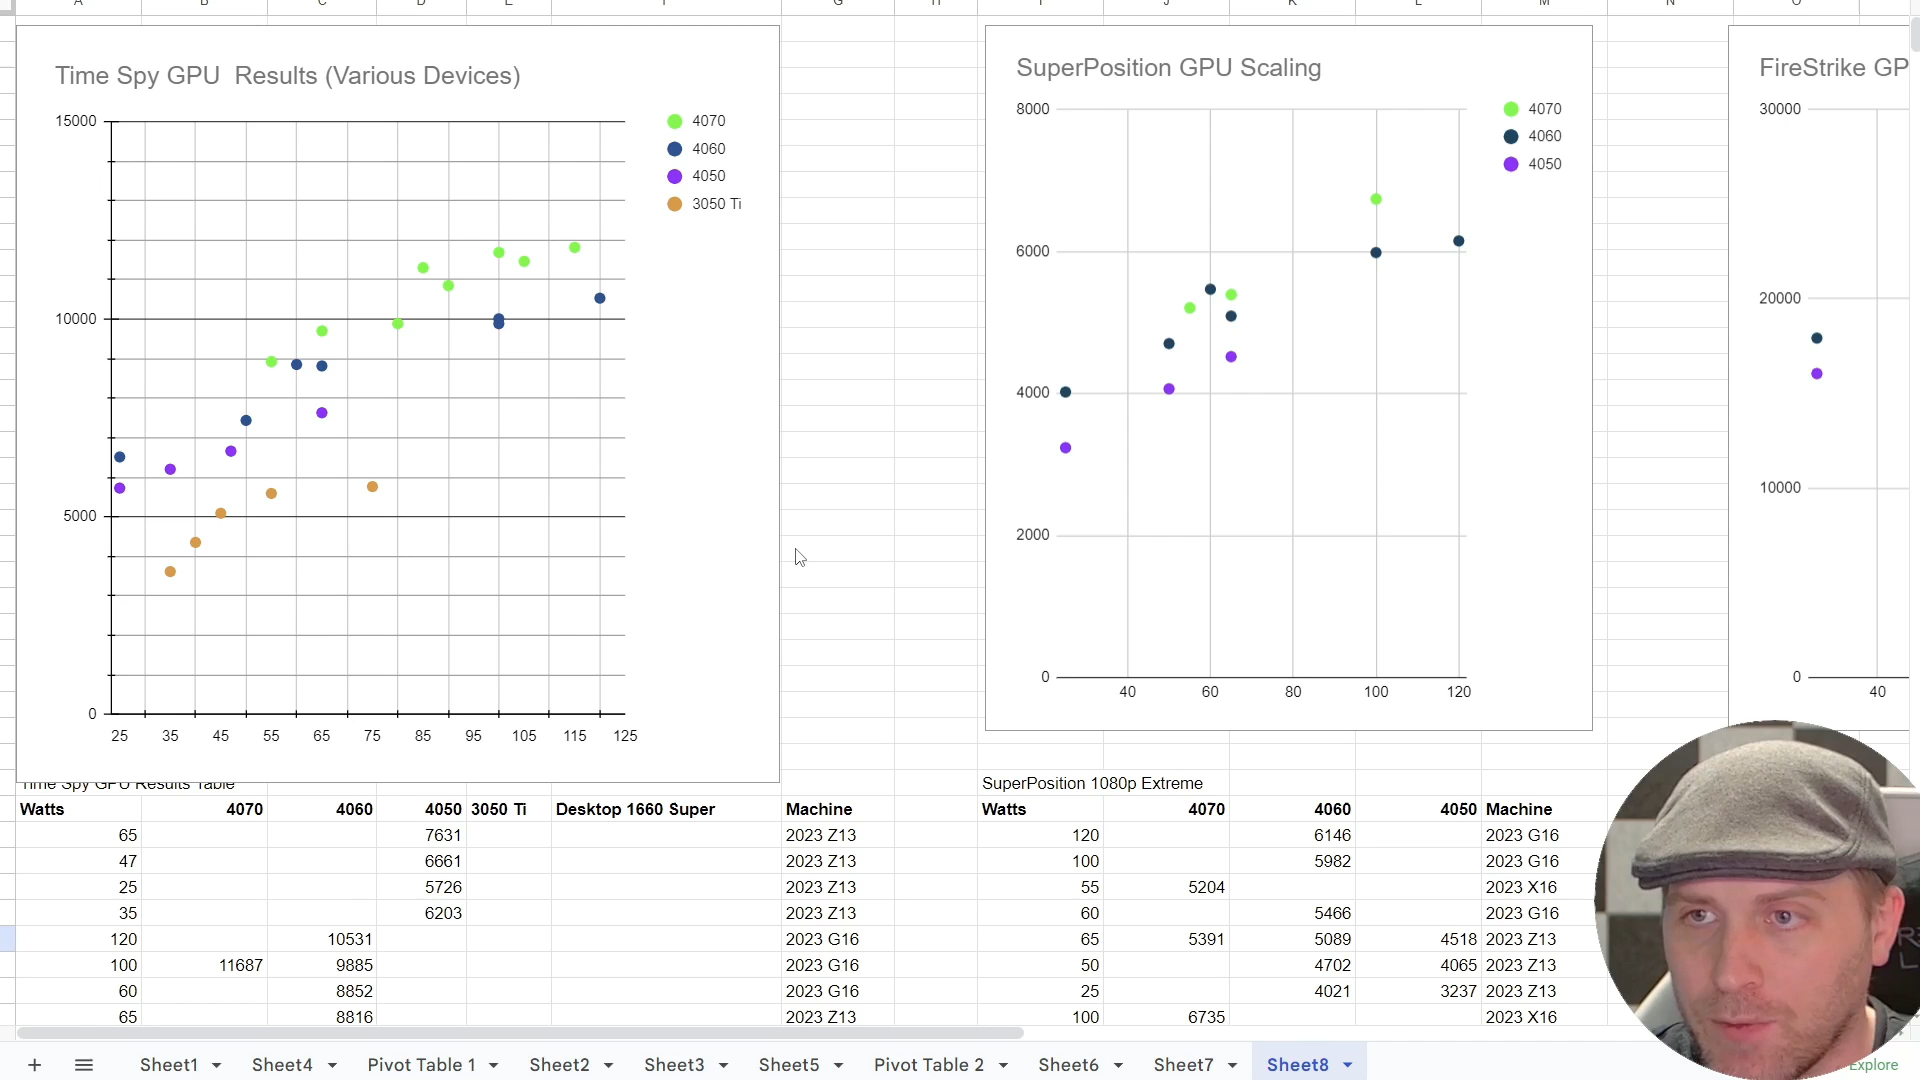 A B C D E F G H I J K L M N O
Time Spy GPU Results (Various Devices)
15000
10000
5000
0
25 35 45 55 65 75 85 95 105 115 125
4070
4060
4050
3050 Ti
SuperPosition GPU Scaling
8000
6000
4000
2000
0
40 60 80 100 120
4070
4060
4050
FireStrike GP
30000
20000
10000
0
40
Time Spy GPU Results Table
Watts 4070 4060 4050 3050 Ti Desktop 1660 Super Machine
65 7631 2023 Z13
47 6661 2023 Z13
25 5726 2023 Z13
35 6203 2023 Z13
120 10531 2023 G16
100 11687 9885 2023 G16
60 8852 2023 G16
65 8816 2023 Z13
SuperPosition 1080p Extreme
Watts 4070 4060 4050 Machine
120 6146 2023 G16
100 5982 2023 G16
55 5204 2023 X16
60 5466 2023 G16
65 5391 5089 4518 2023 Z13
50 4702 4065 2023 Z13
25 4021 3237 2023 Z13
100 6735 2023 X16
Sheet1 Sheet4 Pivot Table 1 Sheet2 Sheet3 Sheet5 Pivot Table 2 Sheet6 Sheet7 Sheet8 Explore